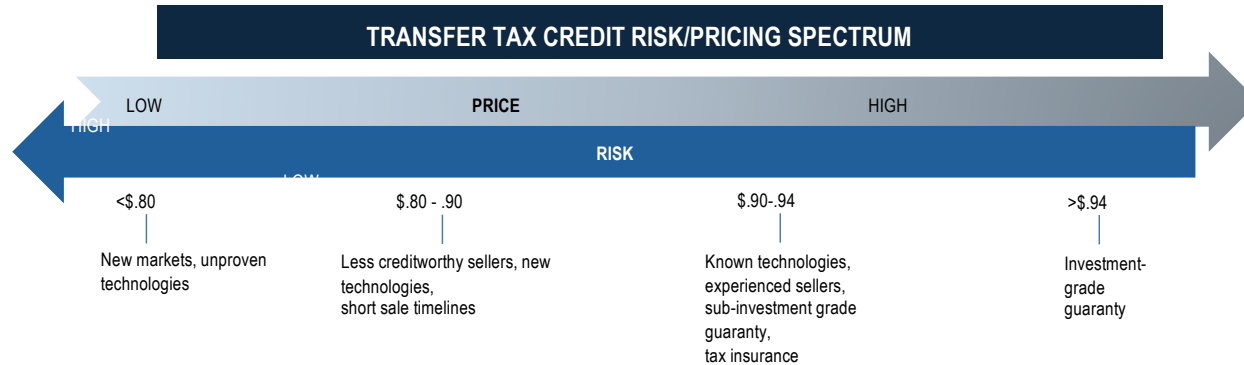 TRANSFER TAX CREDIT RISK/PRICING SPECTRUM
LOW PRICE HIGH
HIGH
RISK
LOW
<$.80 $.80 - .90 $.90-.94 >$.94
New markets, unproven
technologies
Less creditworthy sellers, new
technologies,
short sale timelines
Known technologies,
experienced sellers,
sub-investment grade
guaranty,
tax insurance
Investment-
grade
guaranty